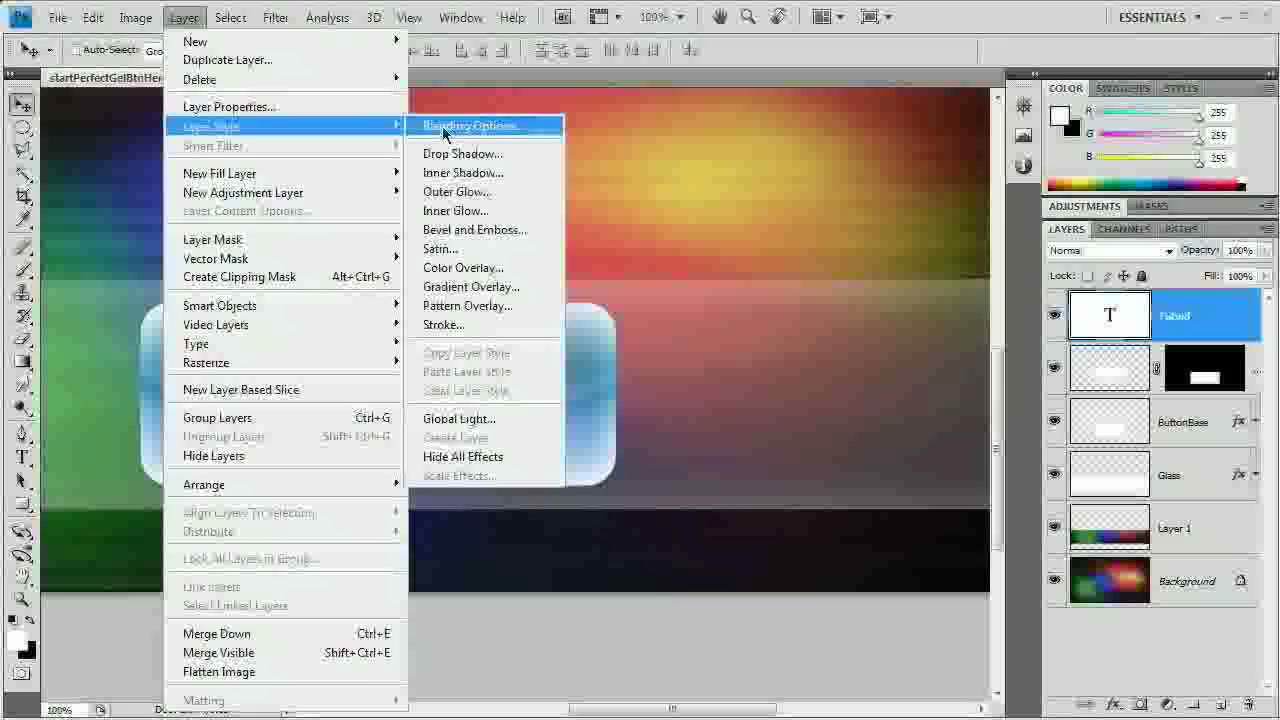 Ps File Edit Image Layer Select Filter Analysis 3D View Window Help Br 100% ESSENTIALS
Auto-Select: Gro
startPerfectGelBtnHer
New
Duplicate Layer...
Delete
Layer Properties...
Layer Style
Smart Filter
New Fill Layer
New Adjustment Layer
Layer Content Options...
Layer Mask
Vector Mask
Create Clipping Mask Alt+Ctrl+G
Smart Objects
Video Layers
Type
Rasterize
New Layer Based Slice
Group Layers Ctrl+G
Ungroup Layers Shift+Ctrl+G
Hide Layers
Arrange
Align Layers To Selection
Distribute
Lock All Layers in Group...
Link Layers
Select Linked Layers
Merge Down Ctrl+E
Merge Visible Shift+Ctrl+E
Flatten Image
Matting
Blending Options...
Drop Shadow...
Inner Shadow...
Outer Glow...
Inner Glow...
Bevel and Emboss...
Satin...
Color Overlay...
Gradient Overlay...
Pattern Overlay...
Stroke...
Copy Layer Style
Paste Layer Style
Clear Layer Style
Global Light...
Create Layer
Hide All Effects
Scale Effects...
COLOR SWATCHES STYLES
R 255
G 255
B 255
ADJUSTMENTS MASKS
LAYERS CHANNELS PATHS
Normal Opacity: 100%
Lock: Fill: 100%
T
ButtonBase fx
Glass fx
Layer 1
Background
100%